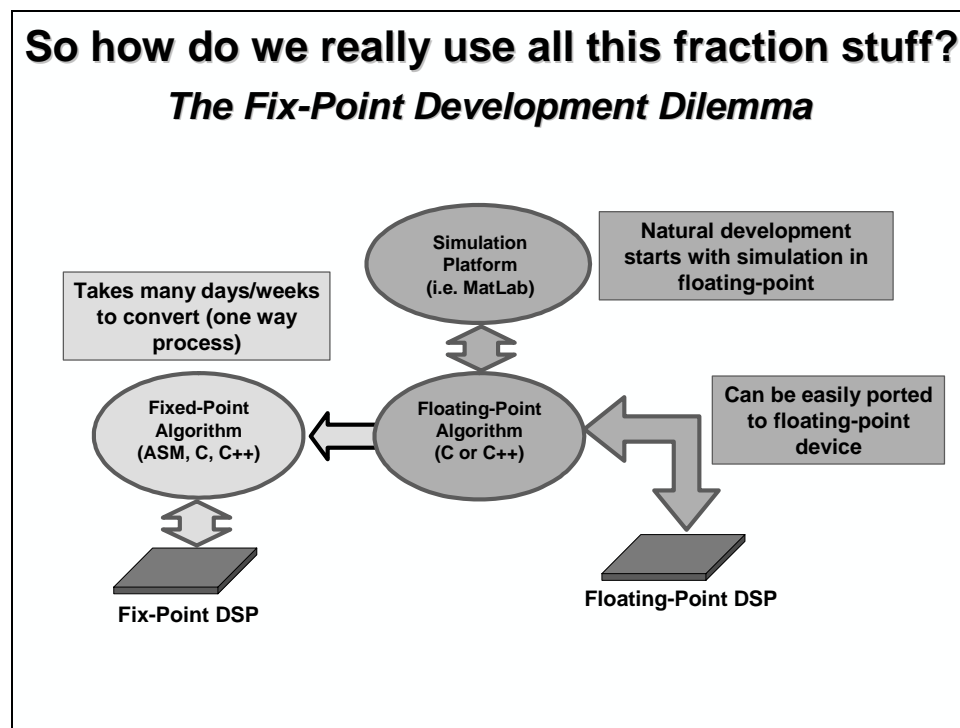 So how do we really use all this fraction stuff?
The Fix-Point Development Dilemma
Simulation
Platform
(i.e. MatLab)
Natural development
starts with simulation in
floating-point
Takes many days/weeks
to convert (one way
process)
Fixed-Point
Algorithm
(ASM, C, C++)
Floating-Point
Algorithm
(C or C++)
Can be easily ported
to floating-point
device
Fix-Point DSP
Floating-Point DSP